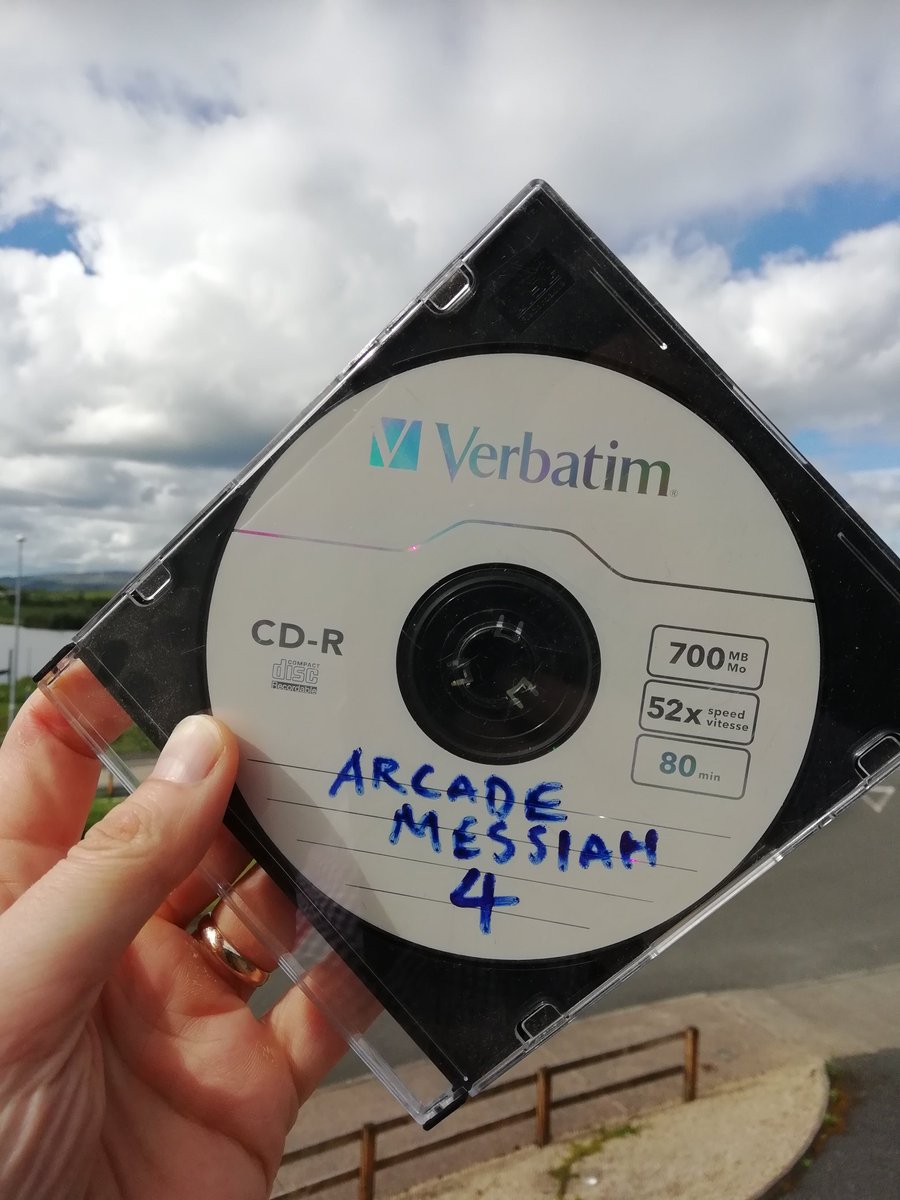 Verbatim®
CD-R
COMPACT
disc
Recordable
700 MB
Mo
52x speed
vitesse
80 min
ARCADE
MESSIAH
4